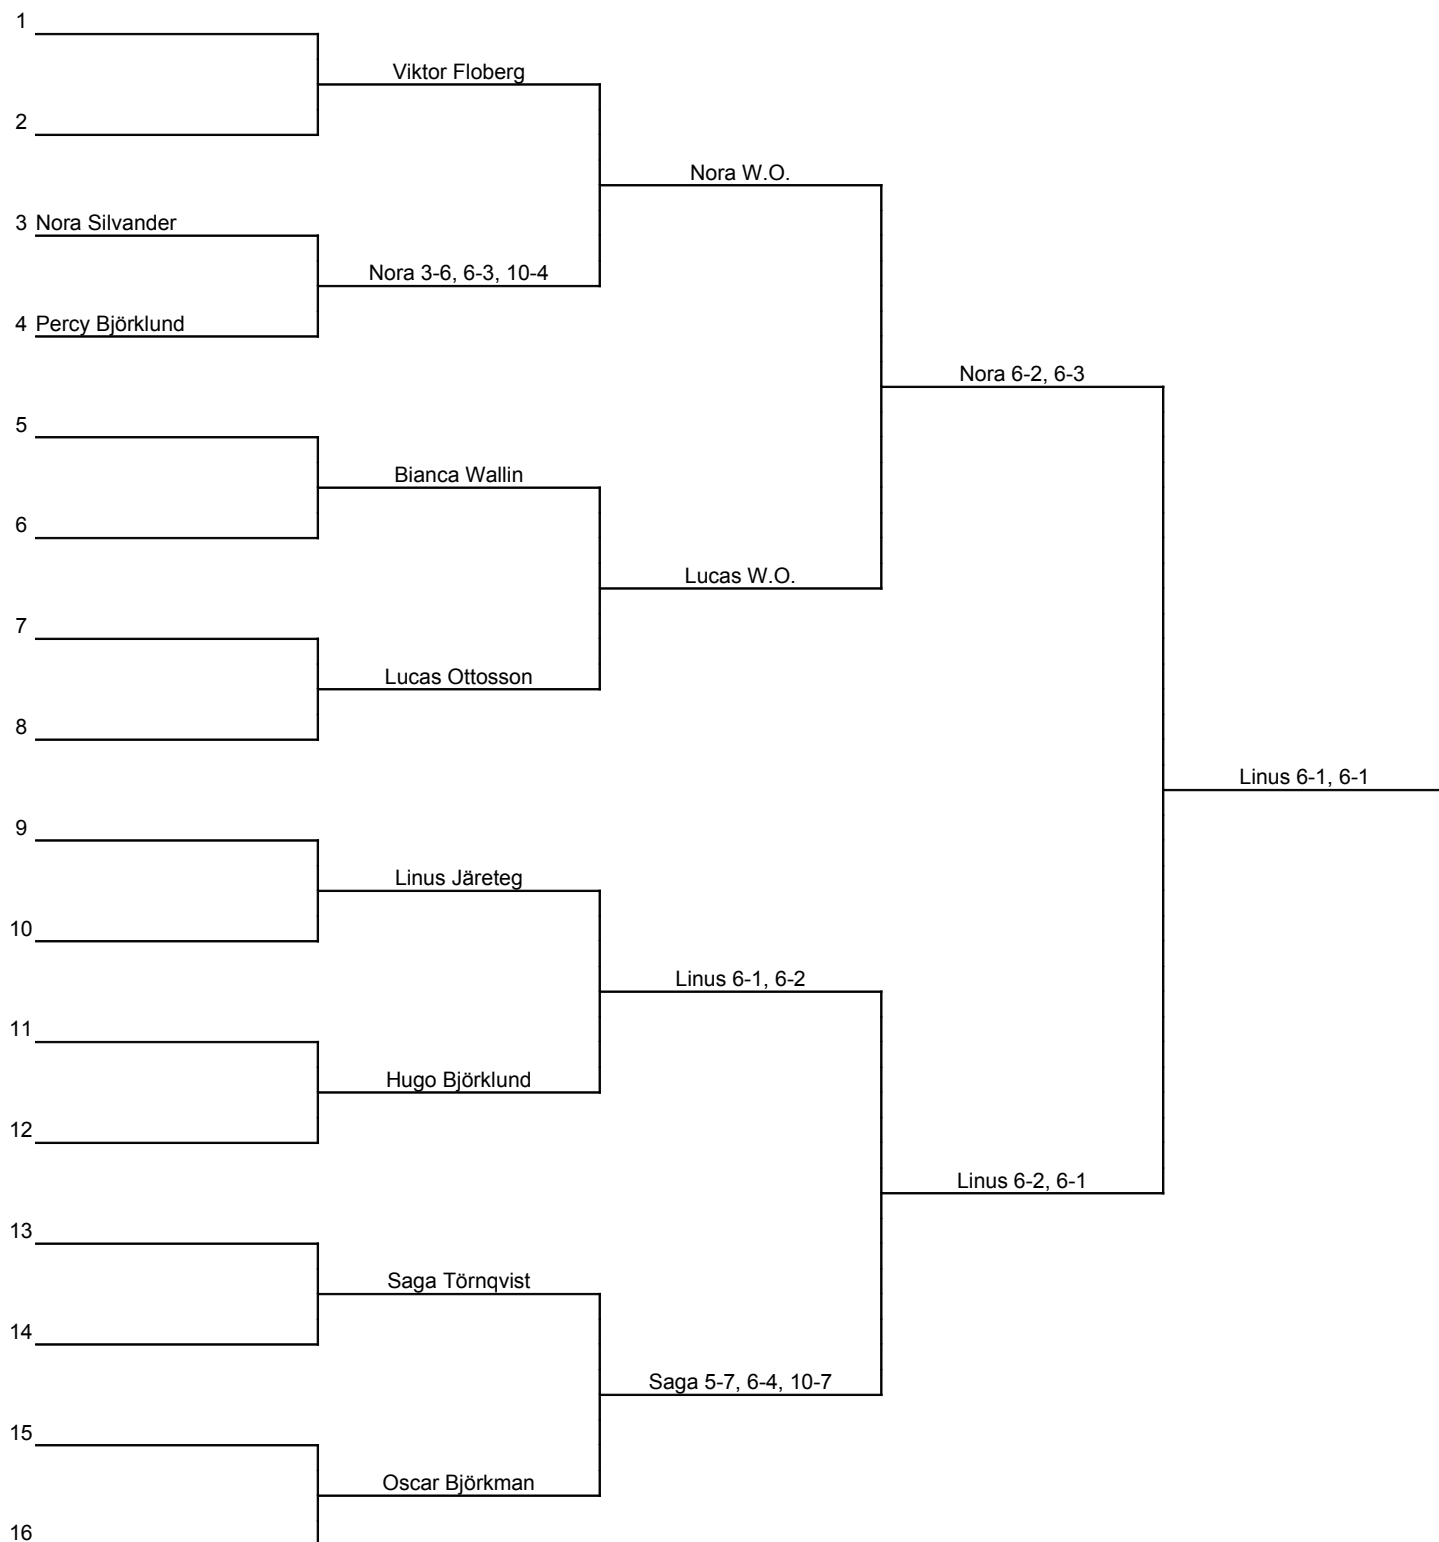 1
Viktor Floberg
2
Nora W.O.
3 Nora Silvander
Nora 3-6, 6-3, 10-4
4 Percy Björklund
Nora 6-2, 6-3
5
Bianca Wallin
6
Lucas W.O.
7
Lucas Ottosson
8
Linus 6-1, 6-1
9
Linus Järeteg
10
Linus 6-1, 6-2
11
Hugo Björklund
12
Linus 6-2, 6-1
13
Saga Törnqvist
14
Saga 5-7, 6-4, 10-7
15
Oscar Björkman
16